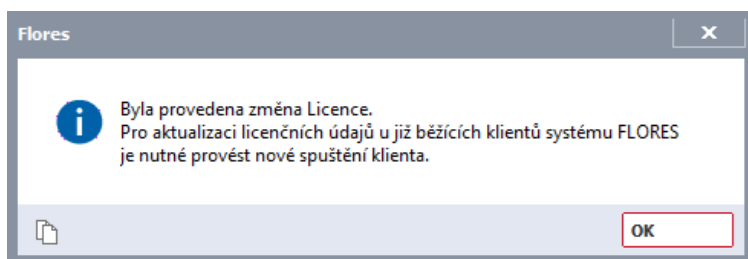 Flores
Byla provedena změna Licence.
Pro aktualizaci licenčních údajů u již běžících klientů systému FLORES
je nutné provést nové spuštění klienta.
OK